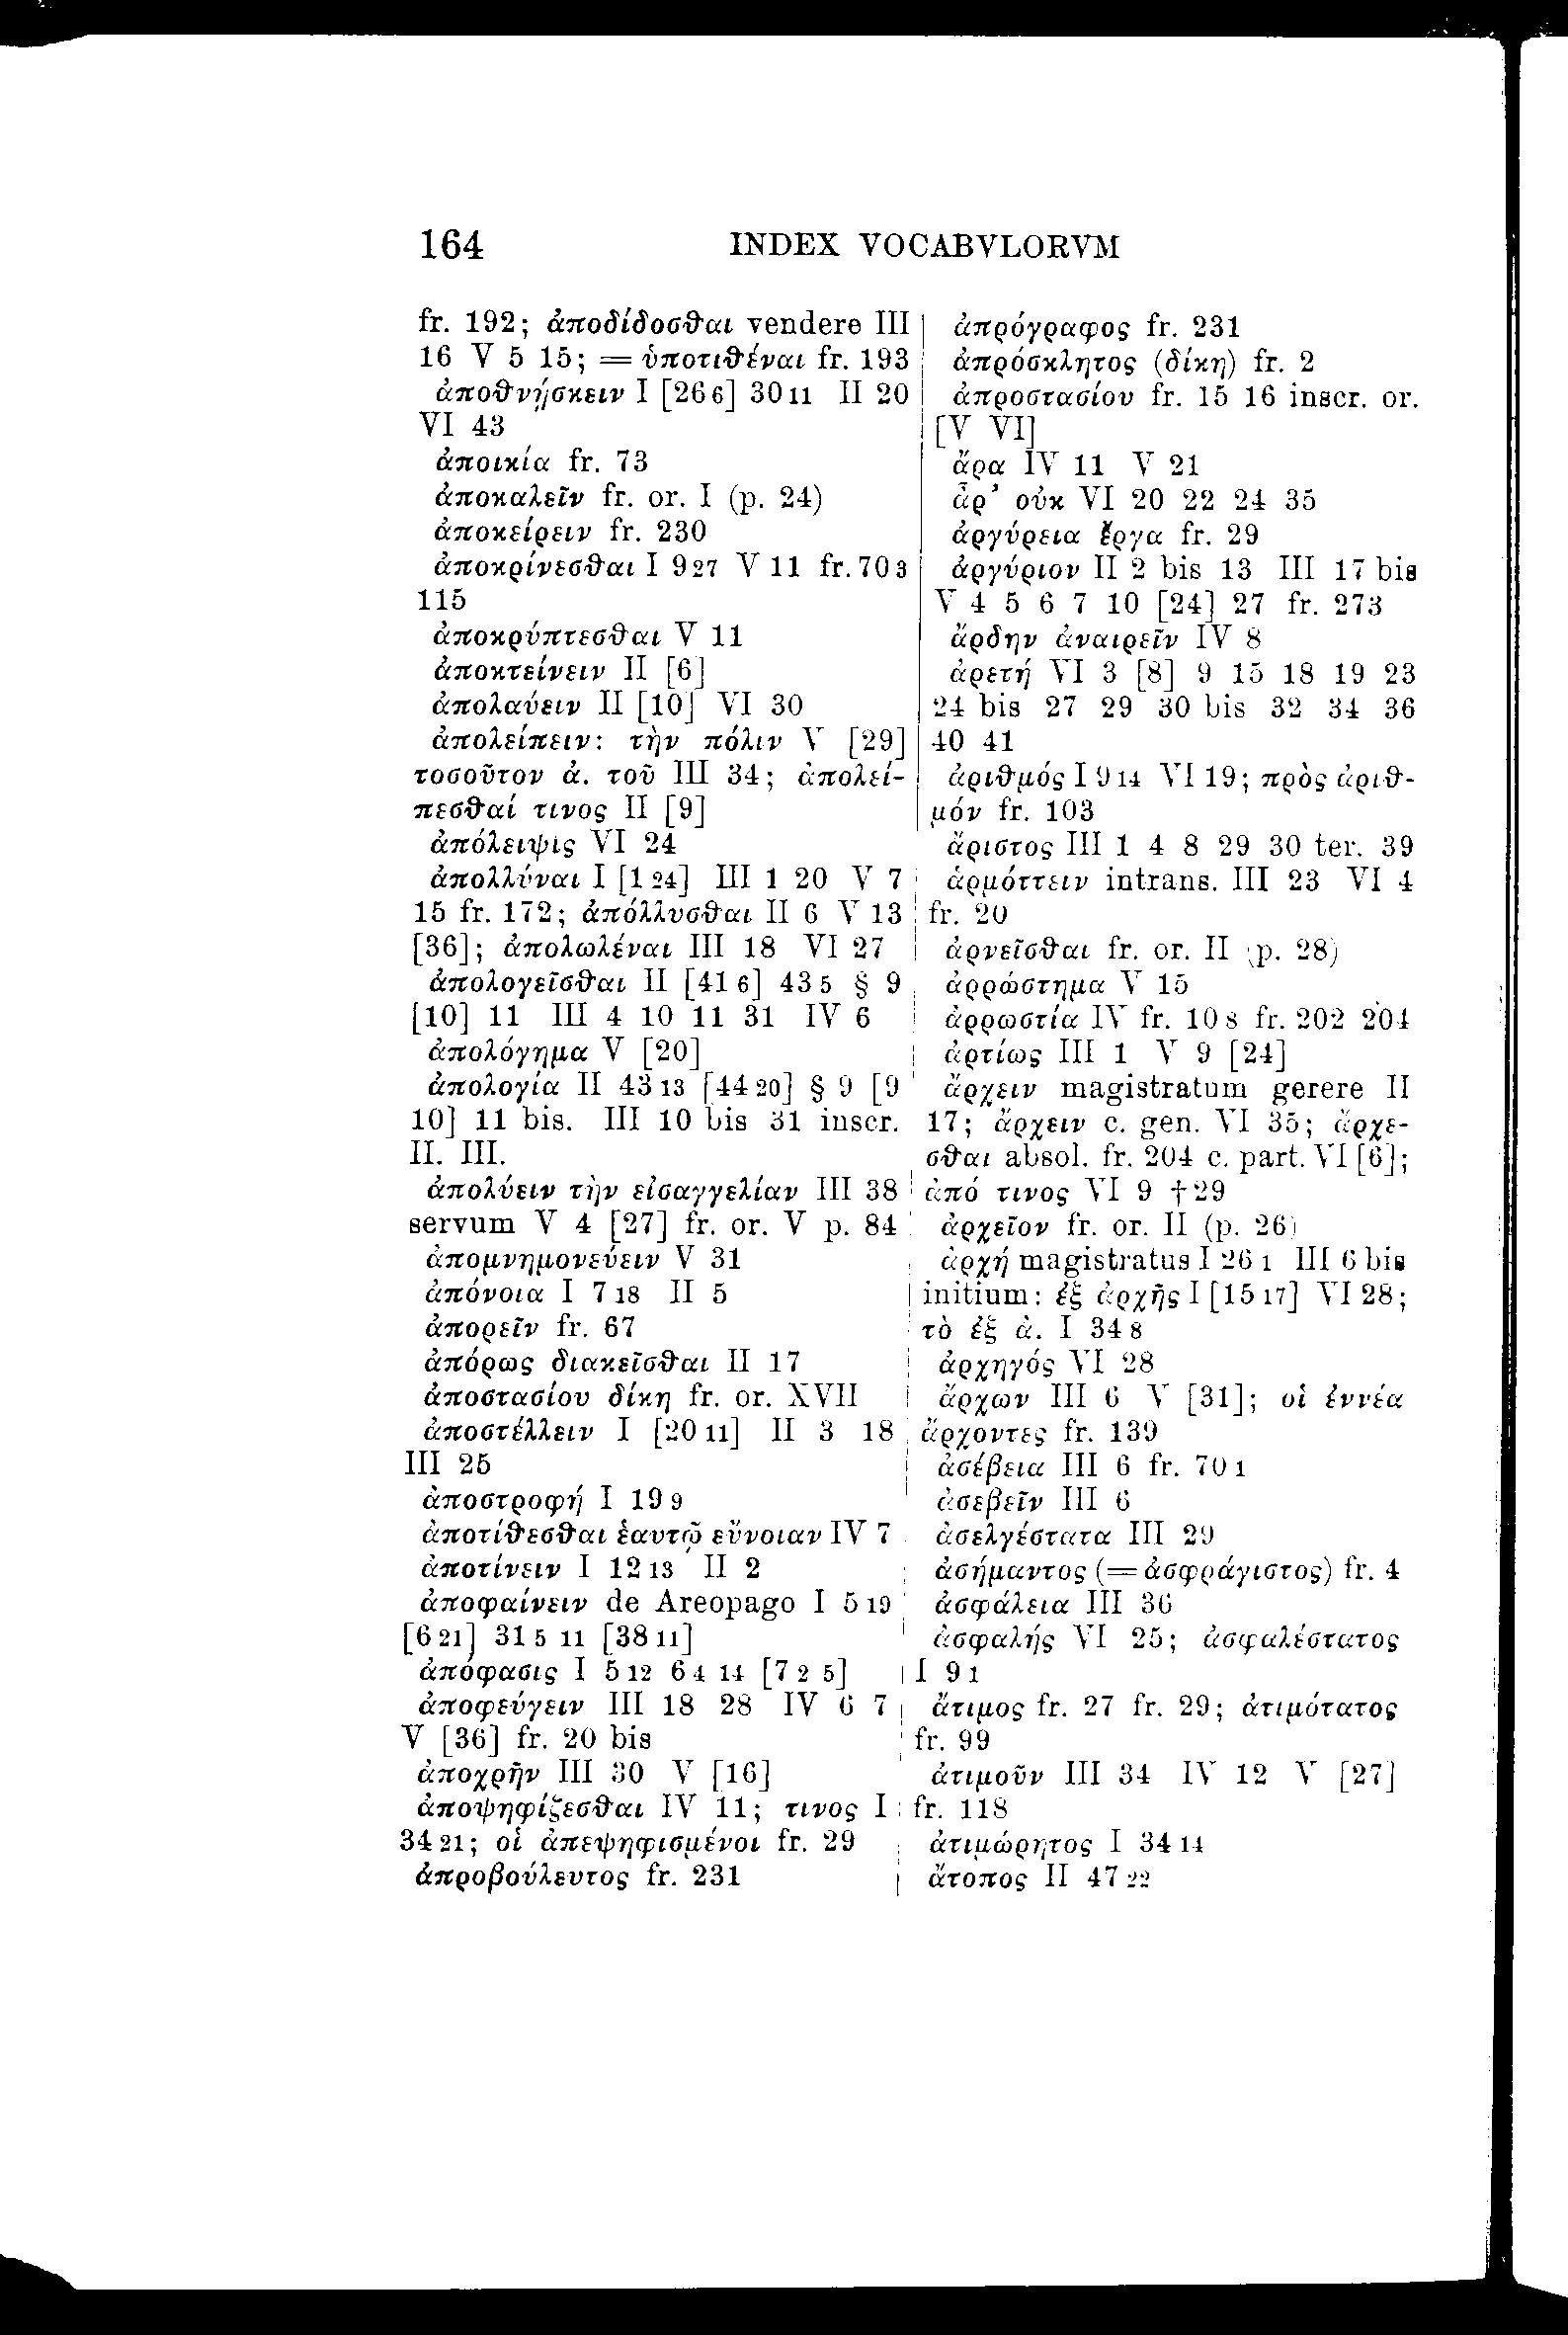 164
INDEX VOCABVLORVM
fr. 192; ἀποδίδοσθαι vendere III
16 V 5 15; = ὑποτιθέναι fr. 193
ἀποθνῄσκειν I [26 6] 30 11 II 20
VI 43
ἀποικία fr. 73
ἀποκαλεῖν fr. or. I (p. 24)
ἀποκείρειν fr. 230
ἀποκρίνεσθαι I 9 27 V 11 fr. 70 3
115
ἀποκρύπτεσθαι V 11
ἀποκτείνειν II [6]
ἀπολαύειν II [10] VI 30
ἀπολείπειν: τὴν πόλιν V [29]
τοσοῦτον ἀ. τοῦ III 34; ἀπολεί-
πεσθαί τινος II [9]
ἀπόλειψις VI 24
ἀπολλύναι I [1 24] III 1 20 V 7
15 fr. 172; ἀπόλλυσθαι II 6 V 13
[36]; ἀπολωλέναι III 18 VI 27
ἀπολογεῖσθαι II [41 6] 43 5 § 9
[10] 11 III 4 10 11 31 IV 6
ἀπολόγημα V [20]
ἀπολογία II 43 13 [44 20] § 9 [9
10] 11 bis. III 10 bis 31 inscr.
II. III.
ἀπολύειν τὴν εἰσαγγελίαν III 38
servum V 4 [27] fr. or. V p. 84
ἀπομνημονεύειν V 31
ἀπόνοια I 7 18 II 5
ἀπορεῖν fr. 67
ἀπόρως διακεῖσθαι II 17
ἀποστασίου δίκη fr. or. XVII
ἀποστέλλειν I [20 11] II 3 18
III 25
ἀποστροφή I 19 9
ἀποτίθεσθαι ἑαυτῷ εὔνοιαν IV 7
ἀποτίνειν I 12 13 II 2
ἀποφαίνειν de Areopago I 5 19
[6 21] 31 5 11 [38 11]
ἀπόφασις I 5 12 6 4 14 [7 2 5]
ἀποφεύγειν III 18 28 IV 6 7
V [36] fr. 20 bis
ἀποχρῆν III 30 V [16]
ἀποψηφίζεσθαι IV 11; τινος I
34 21; οἱ ἀπεψηφισμένοι fr. 29
ἀπροβούλευτος fr. 231
ἀπρόγραφος fr. 231
ἀπρόσκλητος (δίκη) fr. 2
ἀπροστασίου fr. 15 16 inscr. or.
[V VI]
ἄρα IV 11 V 21
ἆρ’ οὐκ VI 20 22 24 35
ἀργύρεια ἔργα fr. 29
ἀργύριον II 2 bis 13 III 17 bis
V 4 5 6 7 10 [24] 27 fr. 273
ἄρδην ἀναιρεῖν IV 8
ἀρετή VI 3 [8] 9 15 18 19 23
24 bis 27 29 30 bis 32 34 36
40 41
ἀριθμός I 9 14 VI 19; πρὸς ἀριθ-
μόν fr. 103
ἄριστος III 1 4 8 29 30 ter. 39
ἁρμόττειν intrans. III 23 VI 4
fr. 20
ἀρνεῖσθαι fr. or. II (p. 28)
ἀρρώστημα V 15
ἀρρωστία IV fr. 10 8 fr. 202 204
ἀρτίως III 1 V 9 [24]
ἄρχειν magistratum gerere II
17; ἄρχειν c. gen. VI 35; ἄρχε-
σθαι absol. fr. 204 c. part. VI [6];
ἀπό τινος VI 9 †29
ἀρχεῖον fr. or. II (p. 26)
ἀρχή magistratus I 26 1 III 6 bis
initium: ἐξ ἀρχῆς I [15 17] VI 28;
τὸ ἐξ ἀ. I 34 8
ἀρχηγός VI 28
ἄρχων III 6 V [31]; οἱ ἐννέα
ἄρχοντες fr. 139
ἀσέβεια III 6 fr. 70 1
ἀσεβεῖν III 6
ἀσελγέστατα III 29
ἀσήμαντος (= ἀσφράγιστος) fr. 4
ἀσφάλεια III 36
ἀσφαλής VI 25; ἀσφαλέστατος
I 9 1
ἄτιμος fr. 27 fr. 29; ἀτιμότατος
fr. 99
ἀτιμοῦν III 34 IV 12 V [27]
fr. 118
ἀτιμώρητος I 34 14
ἄτοπος II 47 22